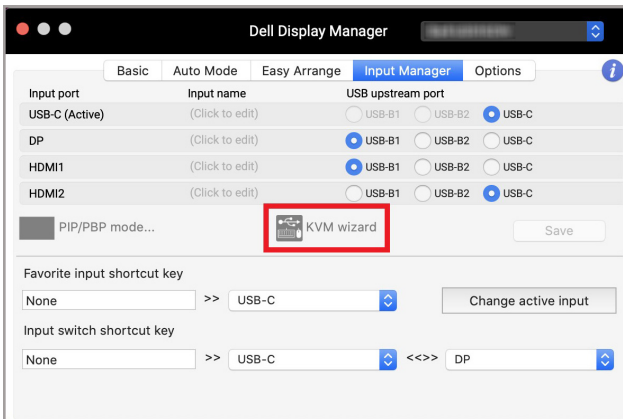 Dell Display Manager
Basic Auto Mode Easy Arrange Input Manager Options i
Input port Input name USB upstream port
USB-C (Active) (Click to edit) USB-B1 USB-B2 USB-C
DP (Click to edit) USB-B1 USB-B2 USB-C
HDMI1 (Click to edit) USB-B1 USB-B2 USB-C
HDMI2 (Click to edit) USB-B1 USB-B2 USB-C
PIP/PBP mode... KVM wizard Save
Favorite input shortcut key
None >> USB-C Change active input
Input switch shortcut key
None >> USB-C <<>> DP